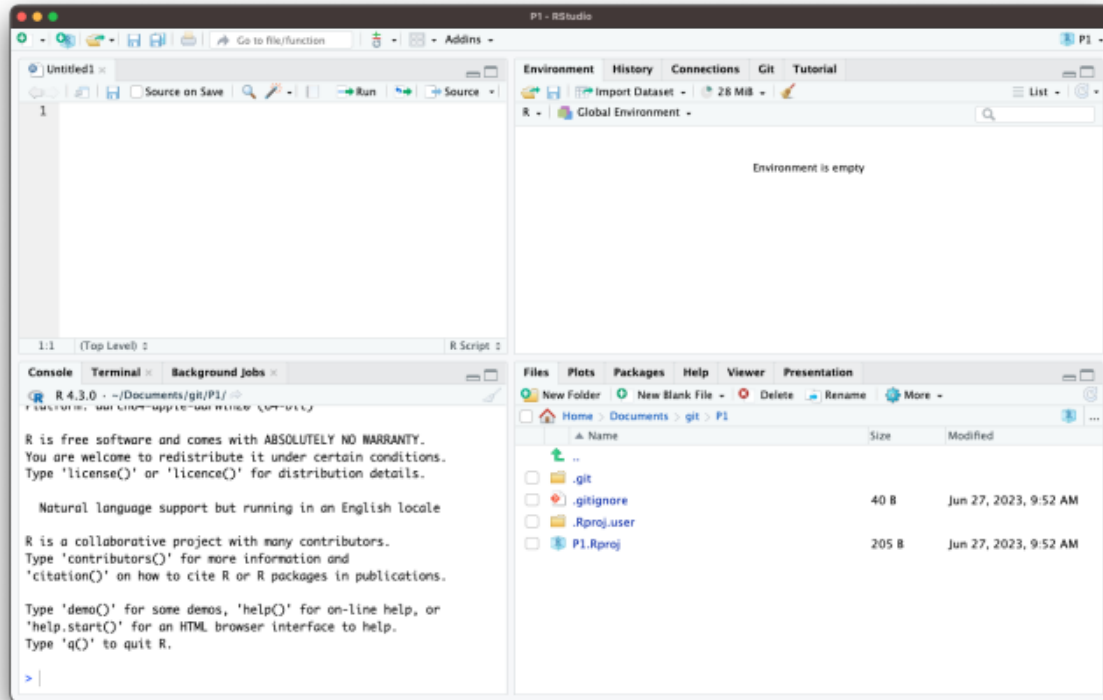 P1 - RStudio
Go to file/function Addins P1
Untitled1
Source on Save Run Source
1
1:1 (Top Level) R Script
Environment History Connections Git Tutorial
Import Dataset 28 MiB List
R Global Environment
Environment is empty
Console Terminal Background Jobs
R 4.3.0 · ~/Documents/git/P1/
R is free software and comes with ABSOLUTELY NO WARRANTY.
You are welcome to redistribute it under certain conditions.
Type 'license()' or 'licence()' for distribution details.
Natural language support but running in an English locale
R is a collaborative project with many contributors.
Type 'contributors()' for more information and
'citation()' on how to cite R or R packages in publications.
Type 'demo()' for some demos, 'help()' for on-line help, or
'help.start()' for an HTML browser interface to help.
Type 'q()' to quit R.
>
Files Plots Packages Help Viewer Presentation
New Folder New Blank File Delete Rename More
Home Documents git P1 ...
Name Size Modified
..
.git
.gitignore 40 B Jun 27, 2023, 9:52 AM
.Rproj.user
P1.Rproj 205 B Jun 27, 2023, 9:52 AM